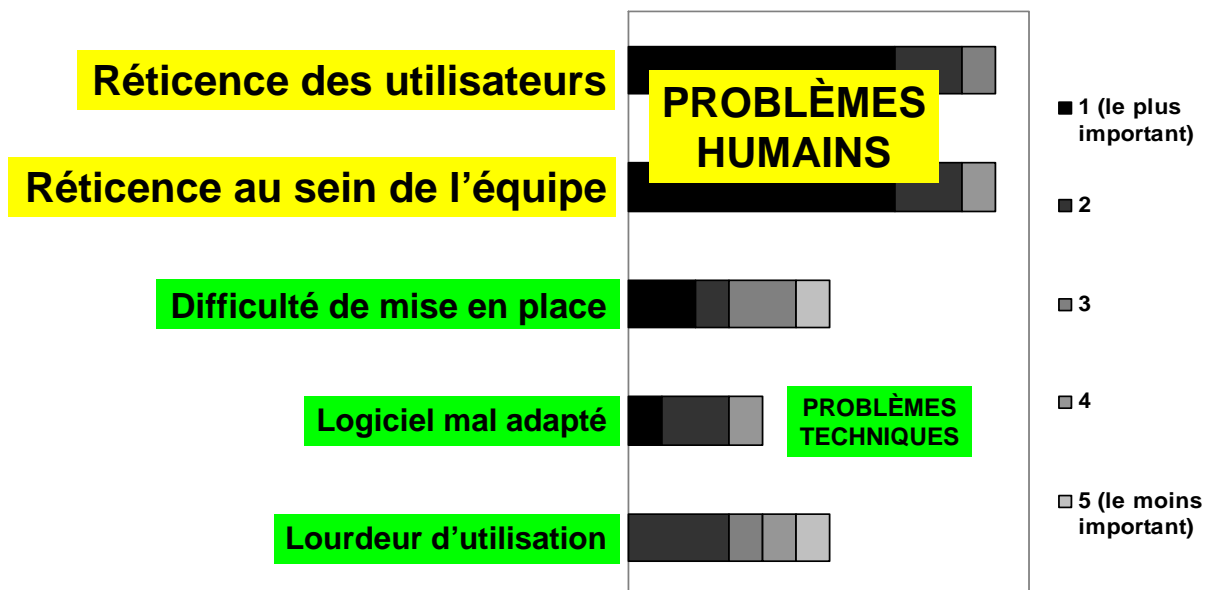 Réticence des utilisateurs
Réticence au sein de l’équipe
Difficulté de mise en place
Logiciel mal adapté
Lourdeur d’utilisation
PROBLÈMES
HUMAINS
PROBLÈMES
TECHNIQUES
1 (le plus
important)
2
3
4
5 (le moins
important)